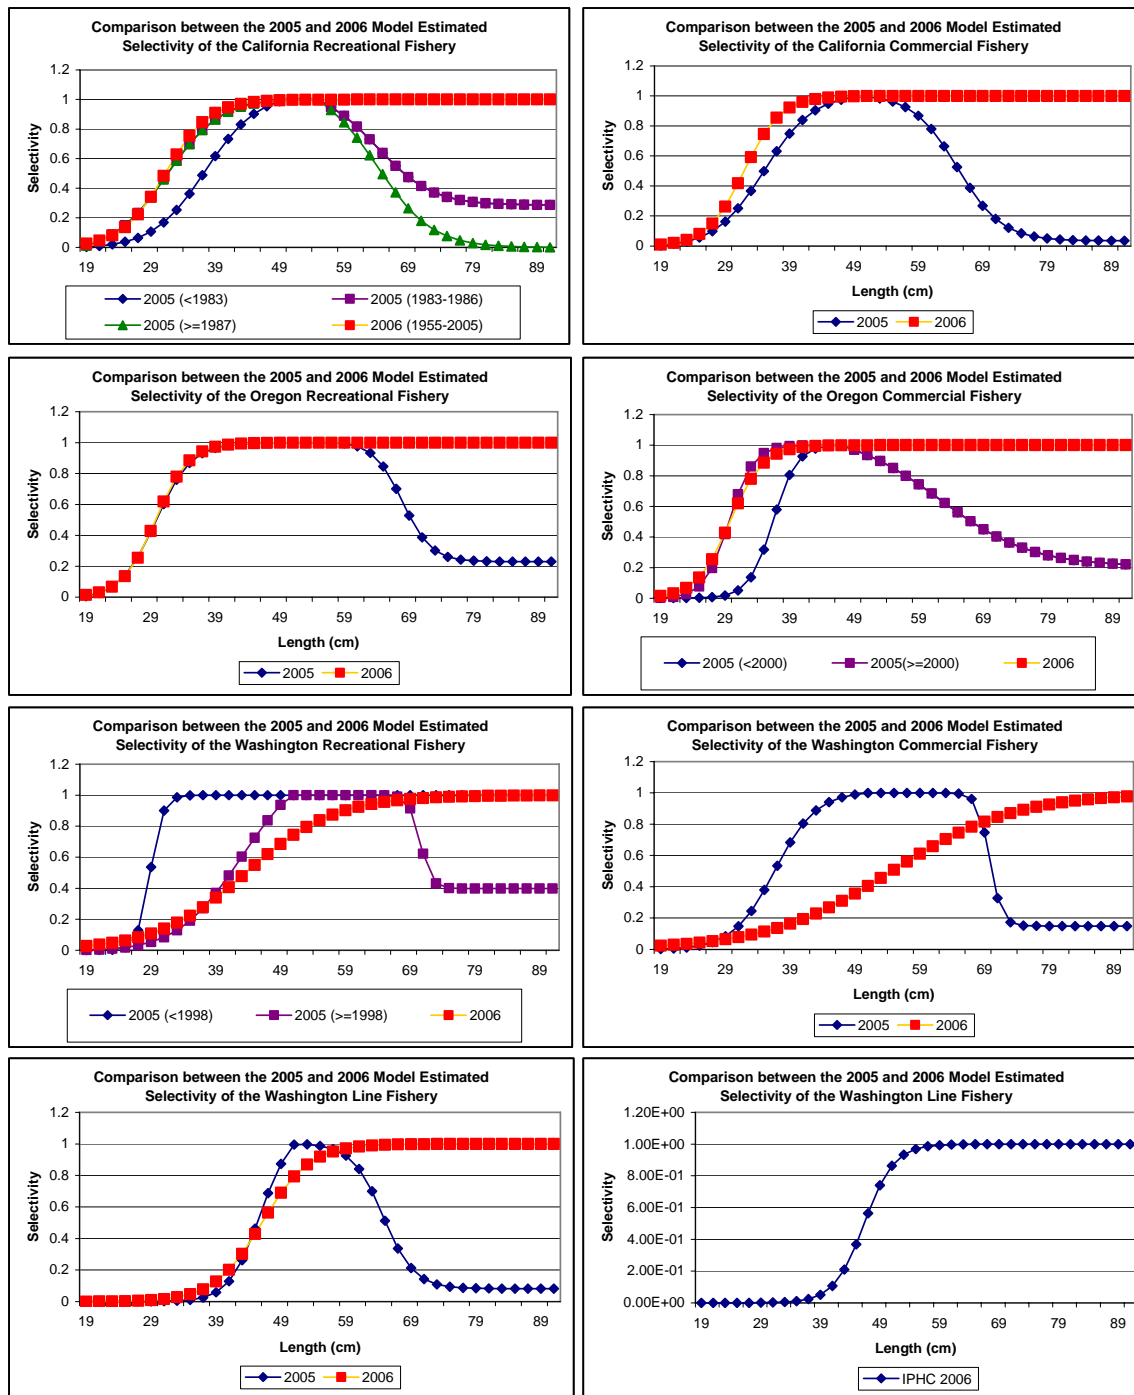 Comparison between the 2005 and 2006 Model Estimated
Selectivity of the California Recreational Fishery
1.2
1
0.8
0.6
0.4
0.2
0
Selectivity
19 29 39 49 59 69 79 89
Length (cm)
2005 (<1983) 2005 (1983-1986)
2005 (>=1987) 2006 (1955-2005)
Comparison between the 2005 and 2006 Model Estimated
Selectivity of the California Commercial Fishery
1.2
1
0.8
0.6
0.4
0.2
0
Selectivity
19 29 39 49 59 69 79 89
Length (cm)
2005 2006
Comparison between the 2005 and 2006 Model Estimated
Selectivity of the Oregon Recreational Fishery
1.2
1
0.8
0.6
0.4
0.2
0
Selectivity
19 29 39 49 59 69 79 89
Length (cm)
2005 2006
Comparison between the 2005 and 2006 Model Estimated
Selectivity of the Oregon Commercial Fishery
1.2
1
0.8
0.6
0.4
0.2
0
Selectivity
19 29 39 49 59 69 79 89
Length (cm)
2005 (<2000) 2005(>=2000) 2006
Comparison between the 2005 and 2006 Model Estimated
Selectivity of the Washington Recreational Fishery
1.2
1
0.8
0.6
0.4
0.2
0
Selectivity
19 29 39 49 59 69 79 89
Length (cm)
2005 (<1998) 2005 (>=1998) 2006
Comparison between the 2005 and 2006 Model Estimated
Selectivity of the Washington Commercial Fishery
1.2
1
0.8
0.6
0.4
0.2
0
Selectivity
19 29 39 49 59 69 79 89
Length (cm)
2005 2006
Comparison between the 2005 and 2006 Model Estimated
Selectivity of the Washington Line Fishery
1.2
1
0.8
0.6
0.4
0.2
0
Selectivity
19 29 39 49 59 69 79 89
Length (cm)
2005 2006
Comparison between the 2005 and 2006 Model Estimated
Selectivity of the Washington Line Fishery
1.20E+00
1.00E+00
8.00E-01
6.00E-01
4.00E-01
2.00E-01
0.00E+00
Selectivity
19 29 39 49 59 69 79 89
Length (cm)
IPHC 2006